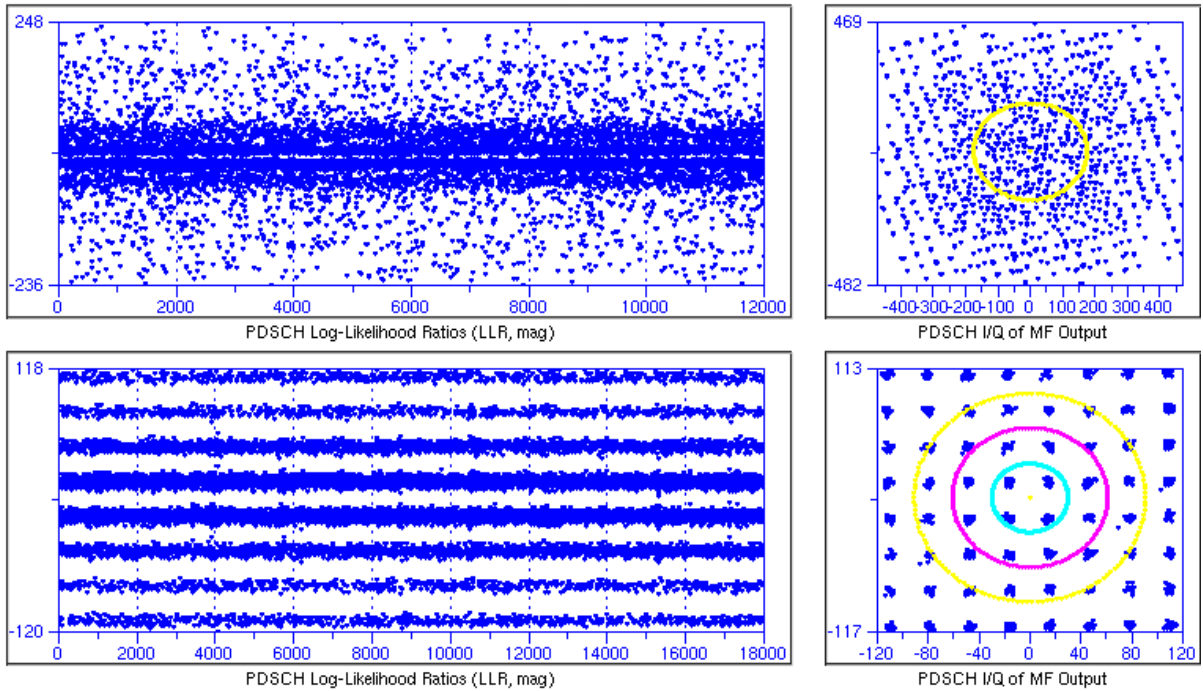 248
-236
0 2000 4000 6000 8000 10000 12000
PDSCH Log-Likelihood Ratios (LLR, mag)
469
-482
-400 -300 -200 -100 0 100 200 300 400
PDSCH I/Q of MF Output
118
-120
0 2000 4000 6000 8000 10000 12000 14000 16000 18000
PDSCH Log-Likelihood Ratios (LLR, mag)
113
-117
-120 -80 -40 0 40 80 120
PDSCH I/Q of MF Output